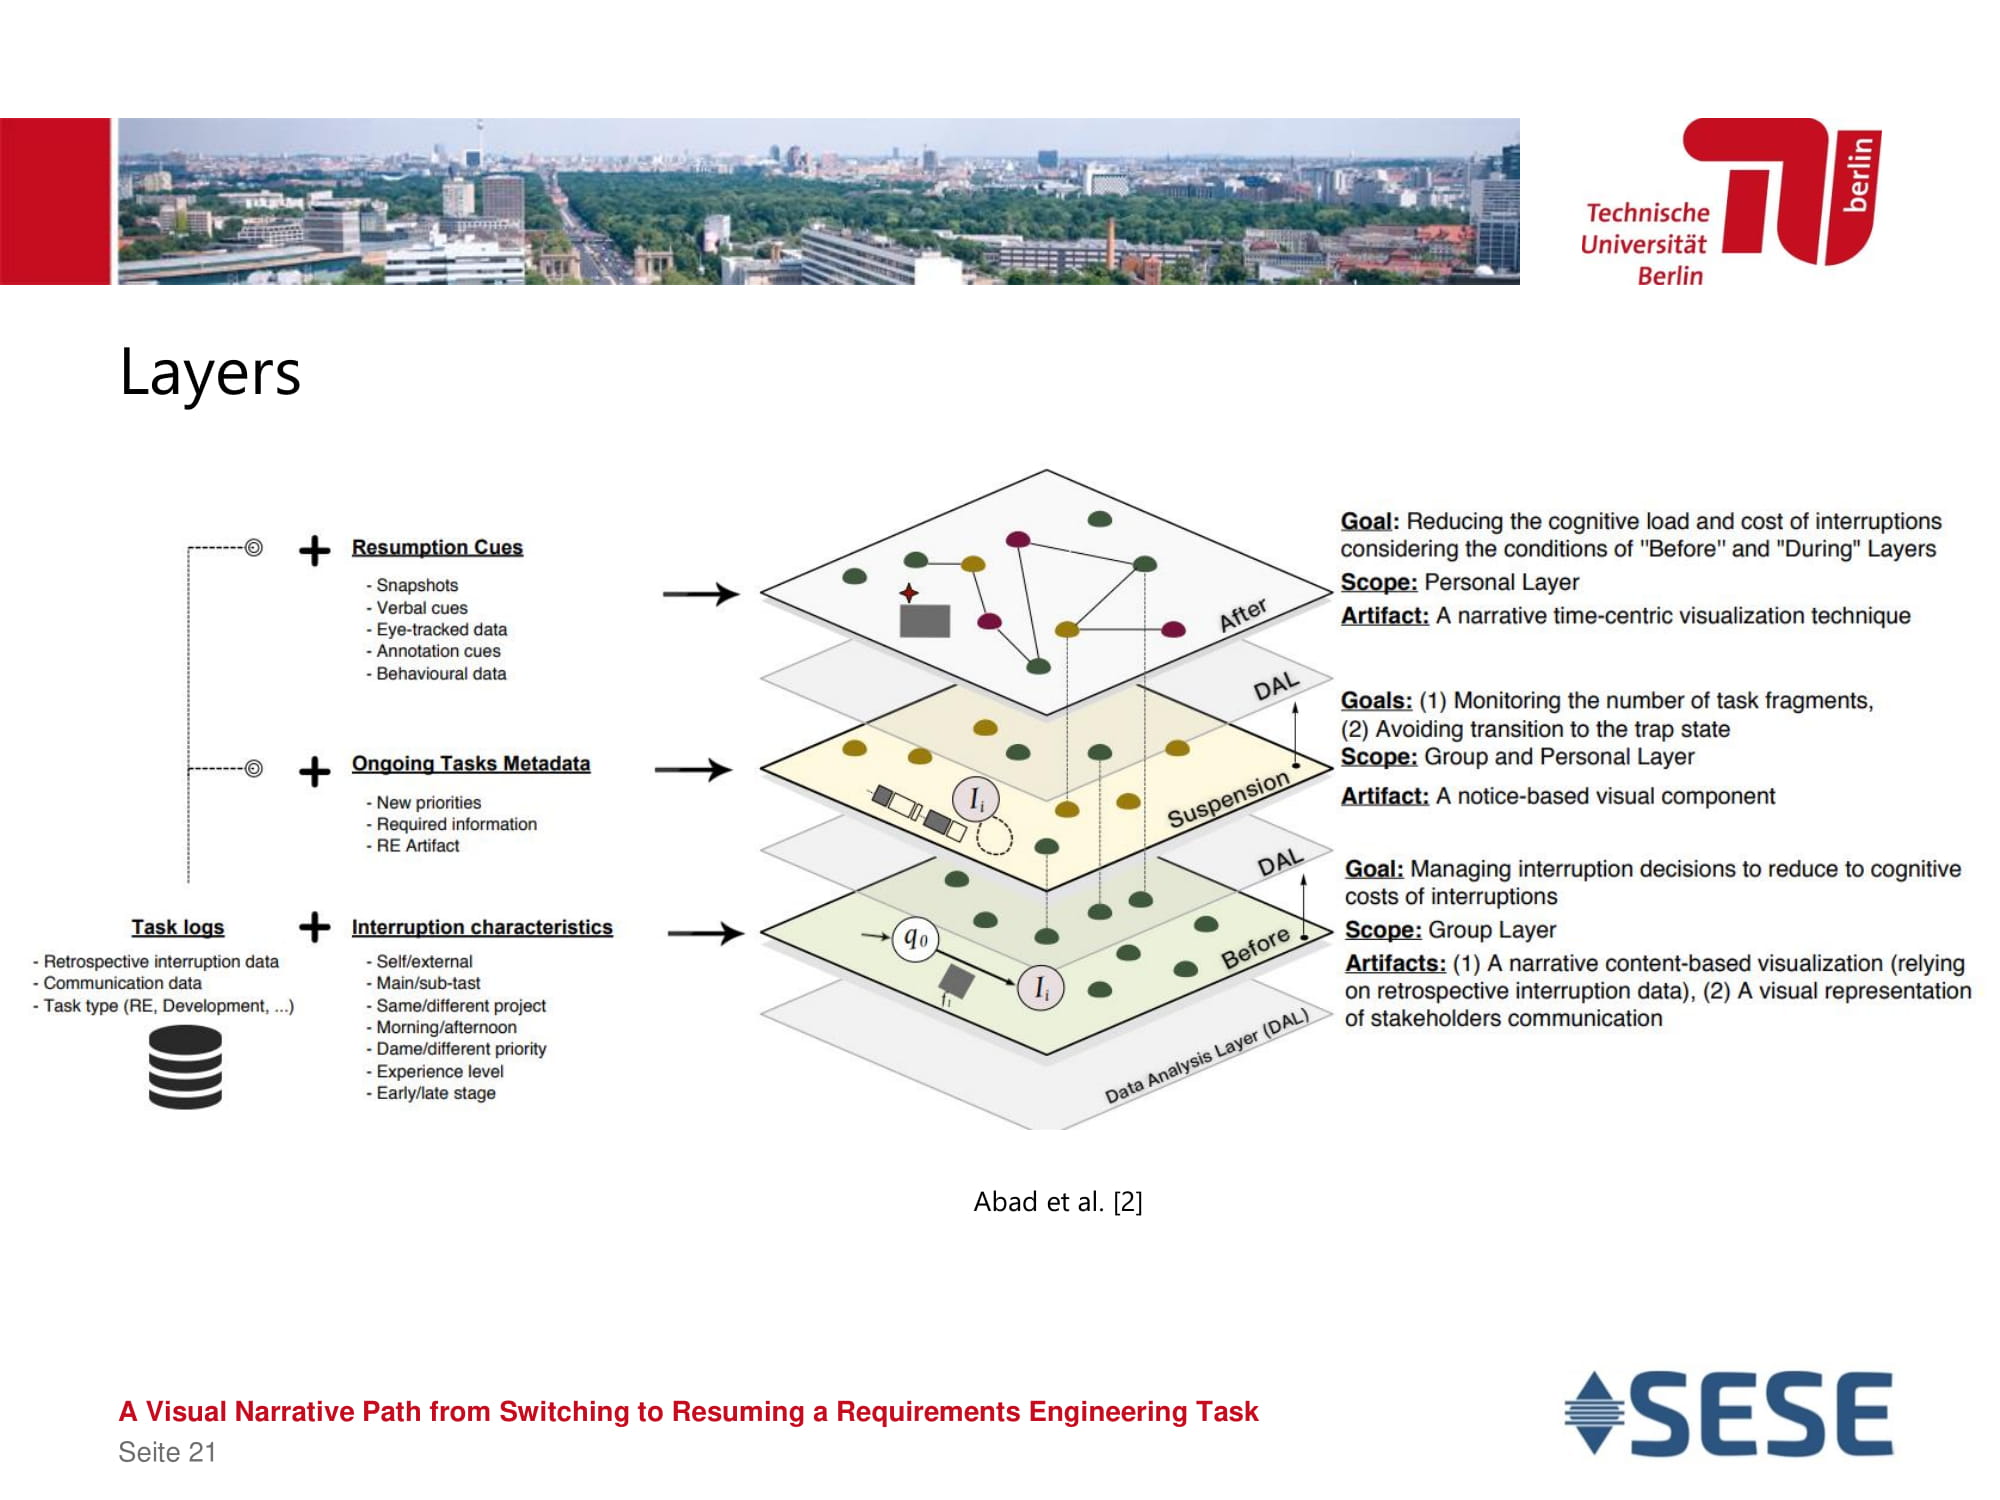 Technische
Universität
Berlin
berlin
Layers
Resumption Cues
- Snapshots
- Verbal cues
- Eye-tracked data
- Annotation cues
- Behavioural data
Ongoing Tasks Metadata
- New priorities
- Required information
- RE Artifact
Task logs
- Retrospective interruption data
- Communication data
- Task type (RE, Development, ...)
Interruption characteristics
- Self/external
- Main/sub-tast
- Same/different project
- Morning/afternoon
- Dame/different priority
- Experience level
- Early/late stage
After
DAL
Suspension
I i
DAL
Before
q0
I i
Data Analysis Layer (DAL)
Goal: Reducing the cognitive load and cost of interruptions
considering the conditions of "Before" and "During" Layers
Scope: Personal Layer
Artifact: A narrative time-centric visualization technique
Goals: (1) Monitoring the number of task fragments,
(2) Avoiding transition to the trap state
Scope: Group and Personal Layer
Artifact: A notice-based visual component
Goal: Managing interruption decisions to reduce to cognitive
costs of interruptions
Scope: Group Layer
Artifacts: (1) A narrative content-based visualization (relying
on retrospective interruption data), (2) A visual representation
of stakeholders communication
Abad et al. [2]
A Visual Narrative Path from Switching to Resuming a Requirements Engineering Task
Seite 21
SESE